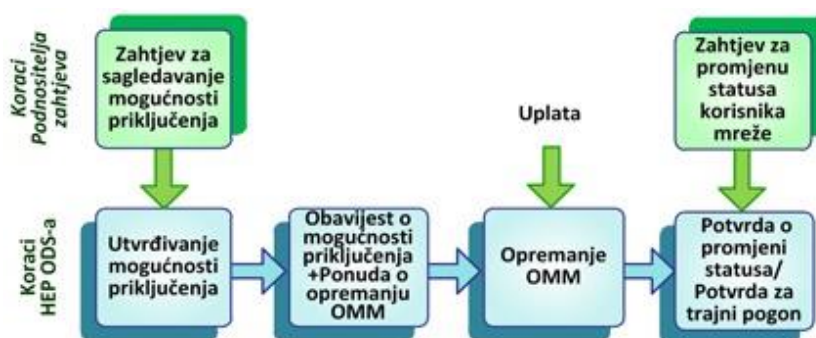 Koraci
Podnositelja
zahtjeva
Zahtjev za
sagledavanje
mogućnosti
priključenja
Uplata
Zahtjev za
promjenu
statusa
korisnika
mreže
Koraci
HEP ODS-a
Utvrđivanje
mogućnosti
priključenja
Obavijest o
mogućnosti
priključenja
+Ponuda o
opremanju
OMM
Opremanje
OMM
Potvrda o
promjeni
statusa/
Potvrda za
trajni pogon